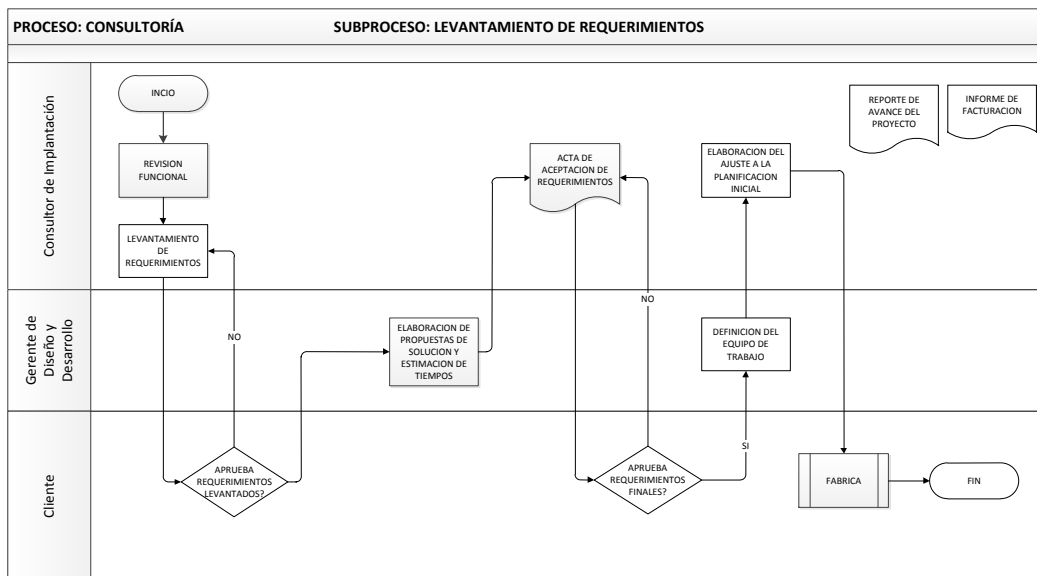 PROCESO: CONSULTORÍA
SUBPROCESO: LEVANTAMIENTO DE REQUERIMIENTOS
Consultor de Implantación
INCIO
REVISION
FUNCIONAL
LEVANTAMIENTO
DE
REQUERIMIENTOS
ACTA DE
ACEPTACION DE
REQUERIMIENTOS
ELABORACION DEL
AJUSTE A LA
PLANIFICACION
INICIAL
REPORTE DE
AVANCE DEL
PROYECTO
INFORME DE
FACTURACION
Gerente de
Diseño y
Desarrollo
NO
ELABORACION DE
PROPUESTAS DE
SOLUCION Y
ESTIMACION DE
TIEMPOS
NO
DEFINICION DEL
EQUIPO DE
TRABAJO
Cliente
APRUEBA
REQUERIMIENTOS
LEVANTADOS?
APRUEBA
REQUERIMIENTOS
FINALES?
SI
FABRICA
FIN